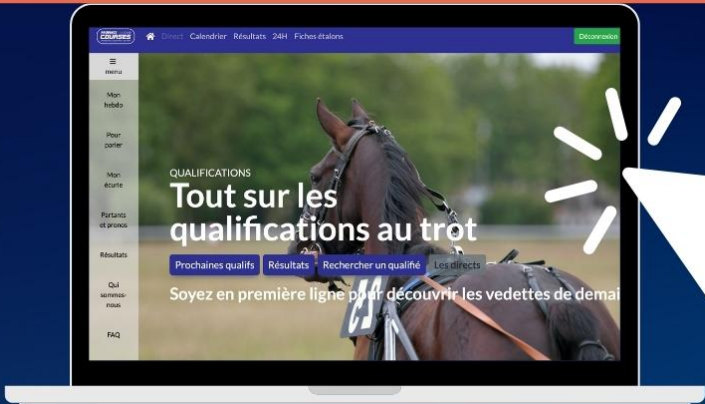 COURSES
Direct Calendrier Résultats 24H Fiches étalons
Déconnexion
menu
Mon
hebdo
Pour
parier
Mon
écurie
Partants
et pronos
Résultats
Qui
sommes-
nous
FAQ
QUALIFICATIONS
Tout sur les
qualifications au trot
Prochaines qualifs Résultats Rechercher un qualifié Les directs
Soyez en première ligne pour découvrir les vedettes de demai